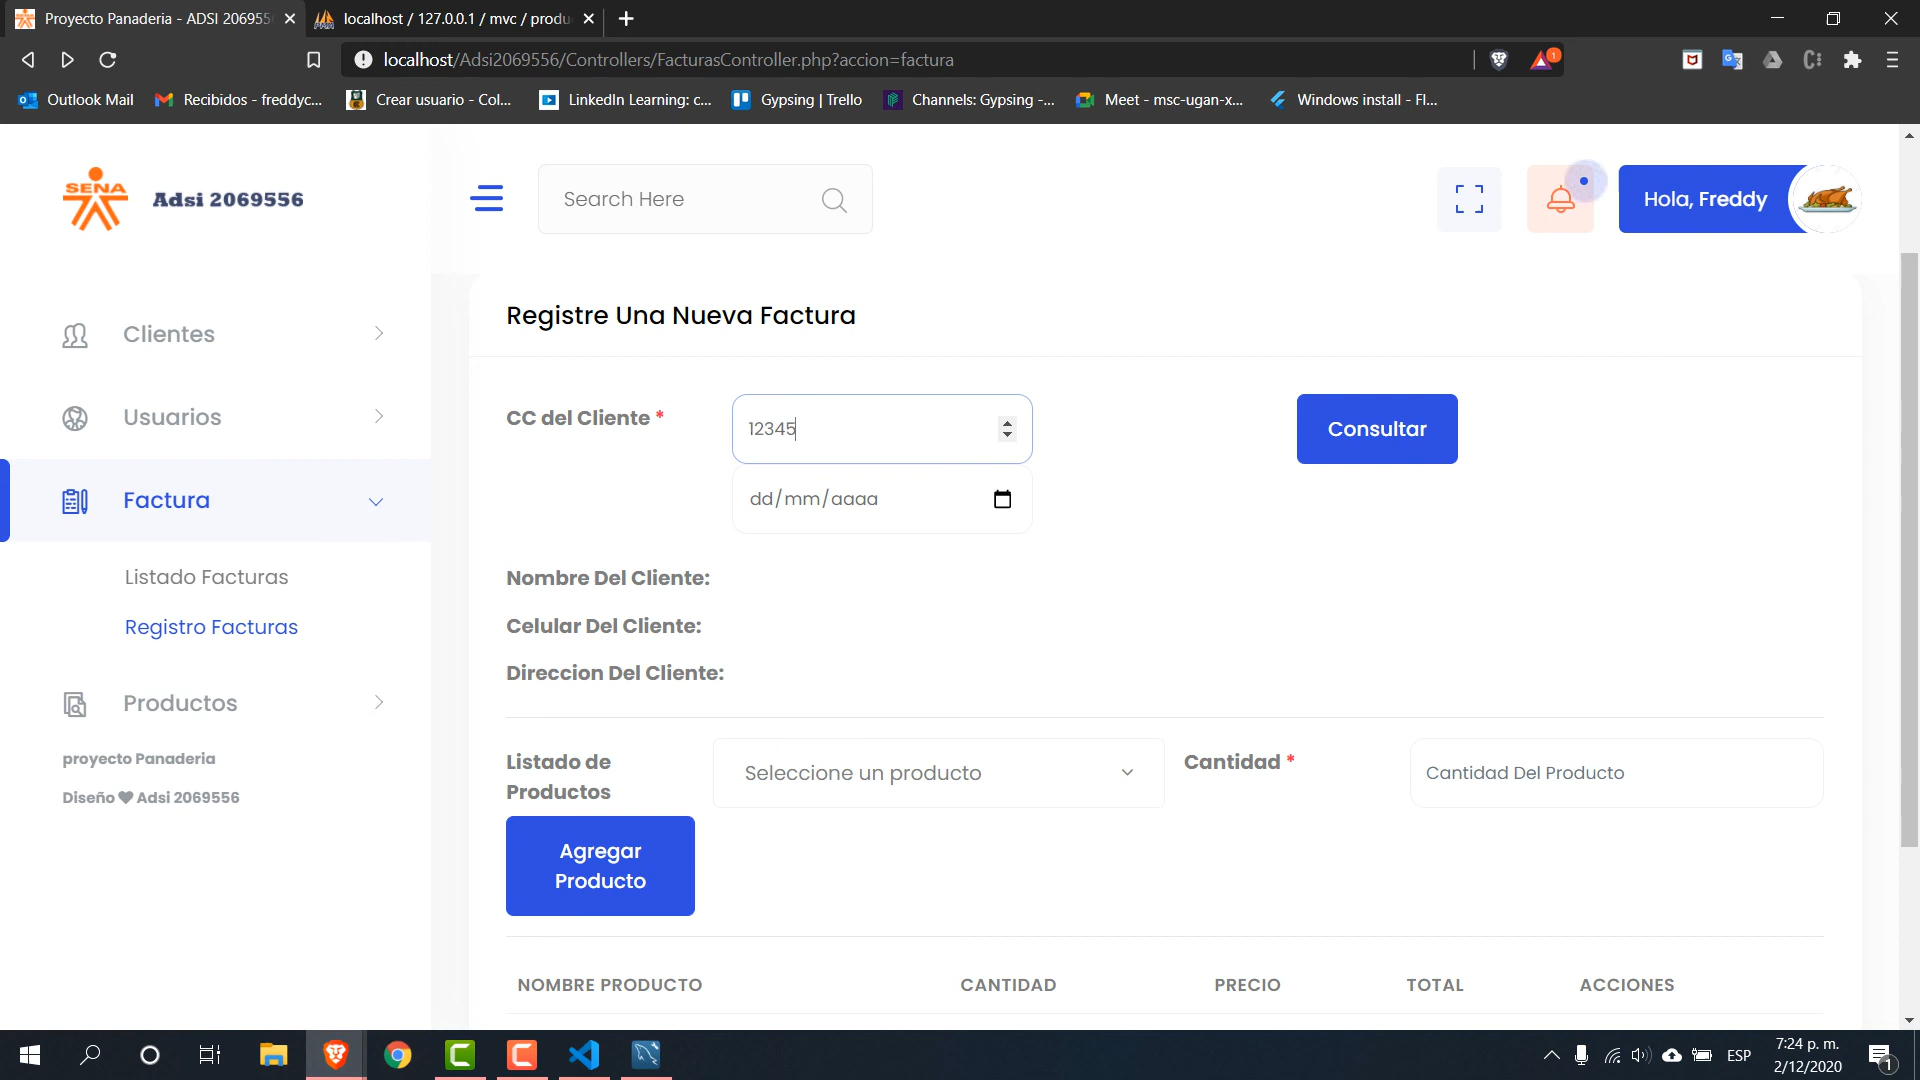 Proyecto Panaderia - ADSI 206955
localhost / 127.0.0.1 / mvc / produ
localhost/Adsi2069556/Controllers/FacturasController.php?accion=factura
1
Outlook Mail
Recibidos - freddyc...
Crear usuario - Col...
LinkedIn Learning: c...
Gypsing | Trello
Channels: Gypsing -...
Meet - msc-ugan-x...
Windows install - Fl...
SENA
Adsi 2069556
Search Here
Hola, Freddy
Clientes
Usuarios
Factura
Listado Facturas
Registro Facturas
Productos
proyecto Panaderia
Diseño ♥ Adsi 2069556
Registre Una Nueva Factura
CC del Cliente *
12345
Consultar
dd/mm/aaaa
Nombre Del Cliente:
Celular Del Cliente:
Direccion Del Cliente:
Listado de
Productos
Seleccione un producto
Cantidad *
Cantidad Del Producto
Agregar
Producto
NOMBRE PRODUCTO
CANTIDAD
PRECIO
TOTAL
ACCIONES
ESP
7:24 p. m.
2/12/2020
1